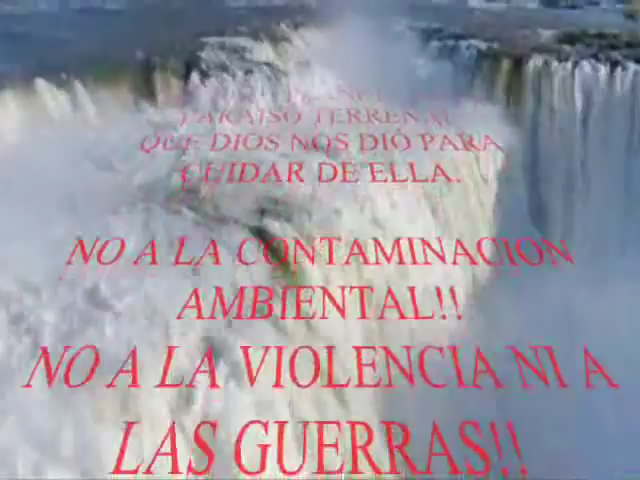 PARAISO TERRENAL
QUE DIOS NOS DIÓ PARA
CUIDAR DE ELLA.
NO A LA CONTAMINACION
AMBIENTAL!!
NO A LA VIOLENCIA NI A
LAS GUERRAS!!